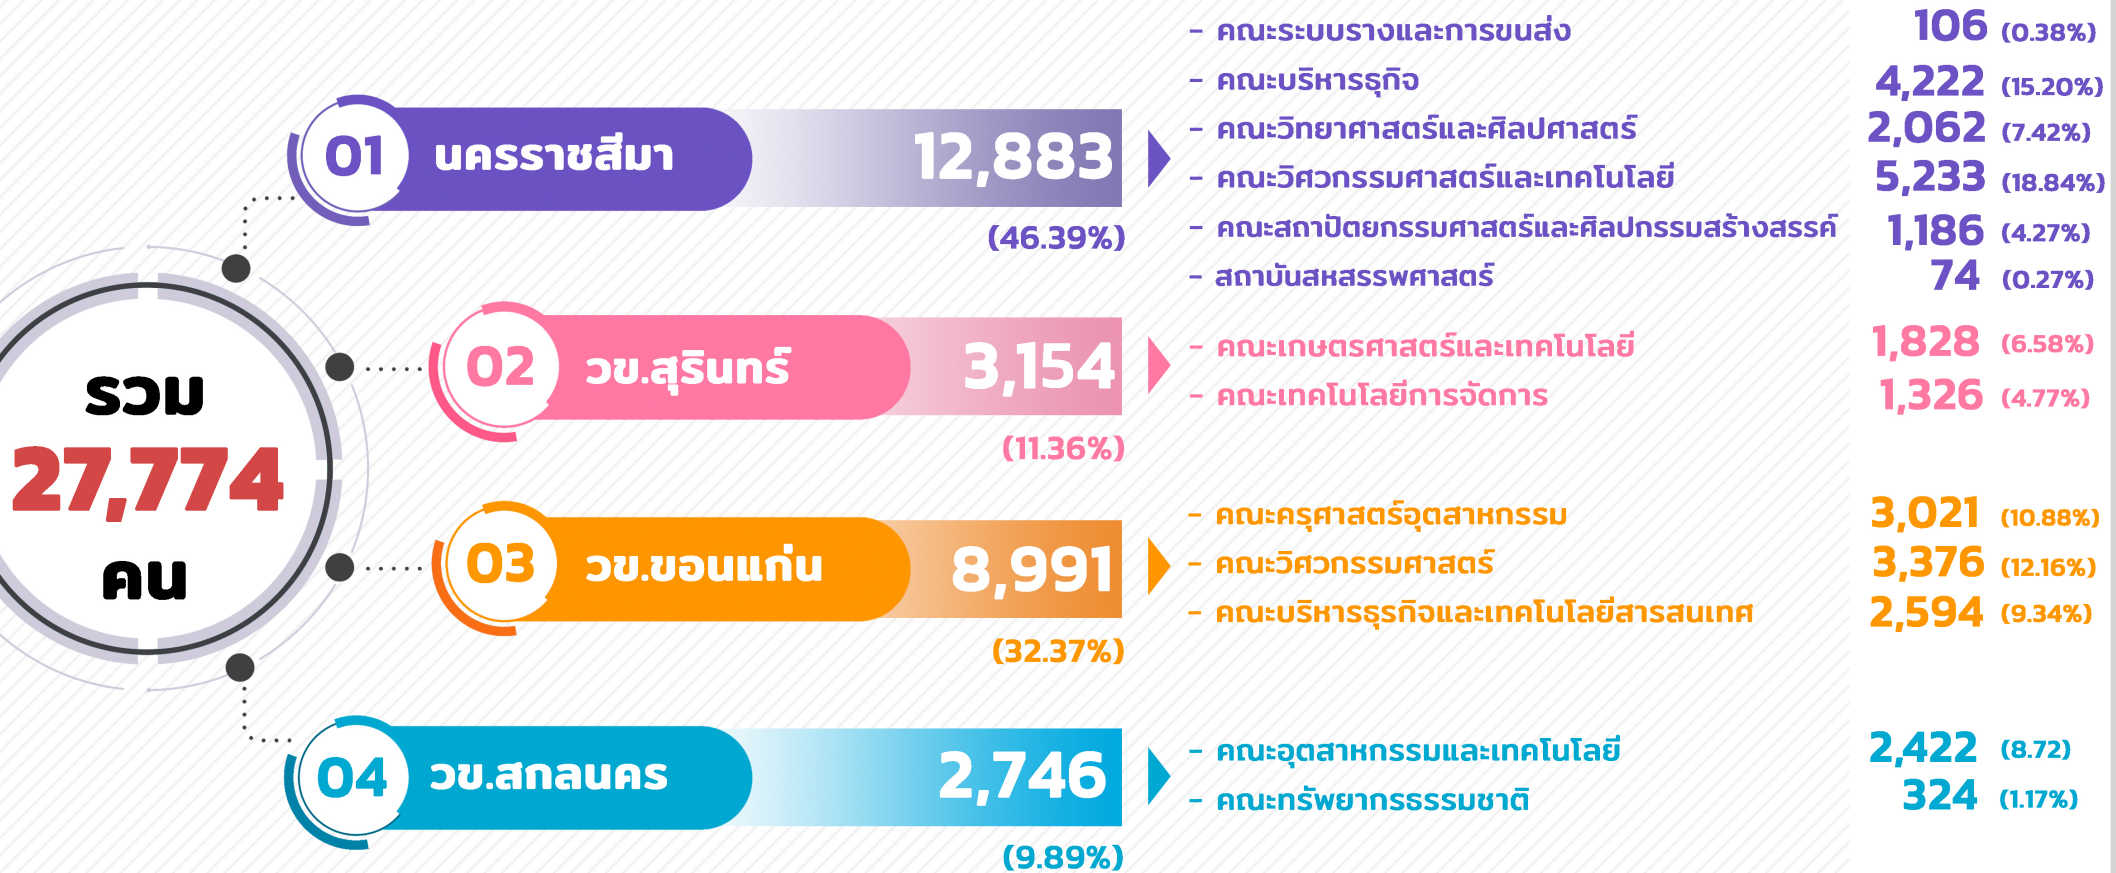 รวม
27,774
คน
01 นครราชสีมา 12,883
(46.39%)
- คณะระบบรางและการขนส่ง 106 (0.38%)
- คณะบริหารธุกิจ 4,222 (15.20%)
- คณะวิทยาศาสตร์และศิลปศาสตร์ 2,062 (7.42%)
- คณะวิศวกรรมศาสตร์และเทคโนโลยี 5,233 (18.84%)
- คณะสถาปัตยกรรมศาสตร์และศิลปกรรมสร้างสรรค์ 1,186 (4.27%)
- สถาบันสหสรรพศาสตร์ 74 (0.27%)
02 วข.สุรินทร์ 3,154
(11.36%)
- คณะเกษตรศาสตร์และเทคโนโลยี 1,828 (6.58%)
- คณะเทคโนโลยีการจัดการ 1,326 (4.77%)
03 วข.ขอนแก่น 8,991
(32.37%)
- คณะครุศาสตร์อุตสาหกรรม 3,021 (10.88%)
- คณะวิศวกรรมศาสตร์ 3,376 (12.16%)
- คณะบริหารธุรกิจและเทคโนโลยีสารสนเทศ 2,594 (9.34%)
04 วข.สกลนคร 2,746
(9.89%)
- คณะอุตสาหกรรมและเทคโนโลยี 2,422 (8.72)
- คณะทรัพยากรธรรมชาติ 324 (1.17%)